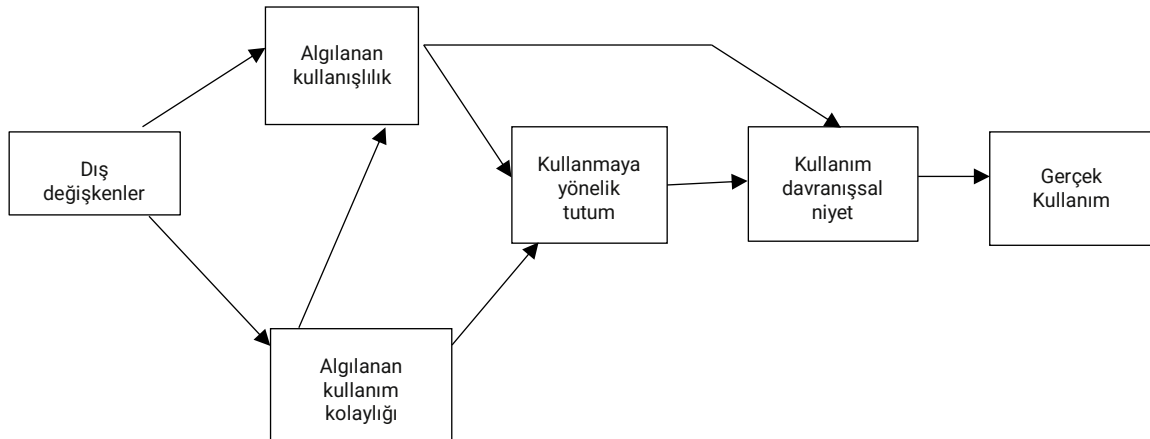 Algılanan
kullanışlılık
Dış
değişkenler
Kullanmaya
yönelik
tutum
Kullanım
davranışsal
niyet
Gerçek
Kullanım
Algılanan
kullanım
kolaylığı